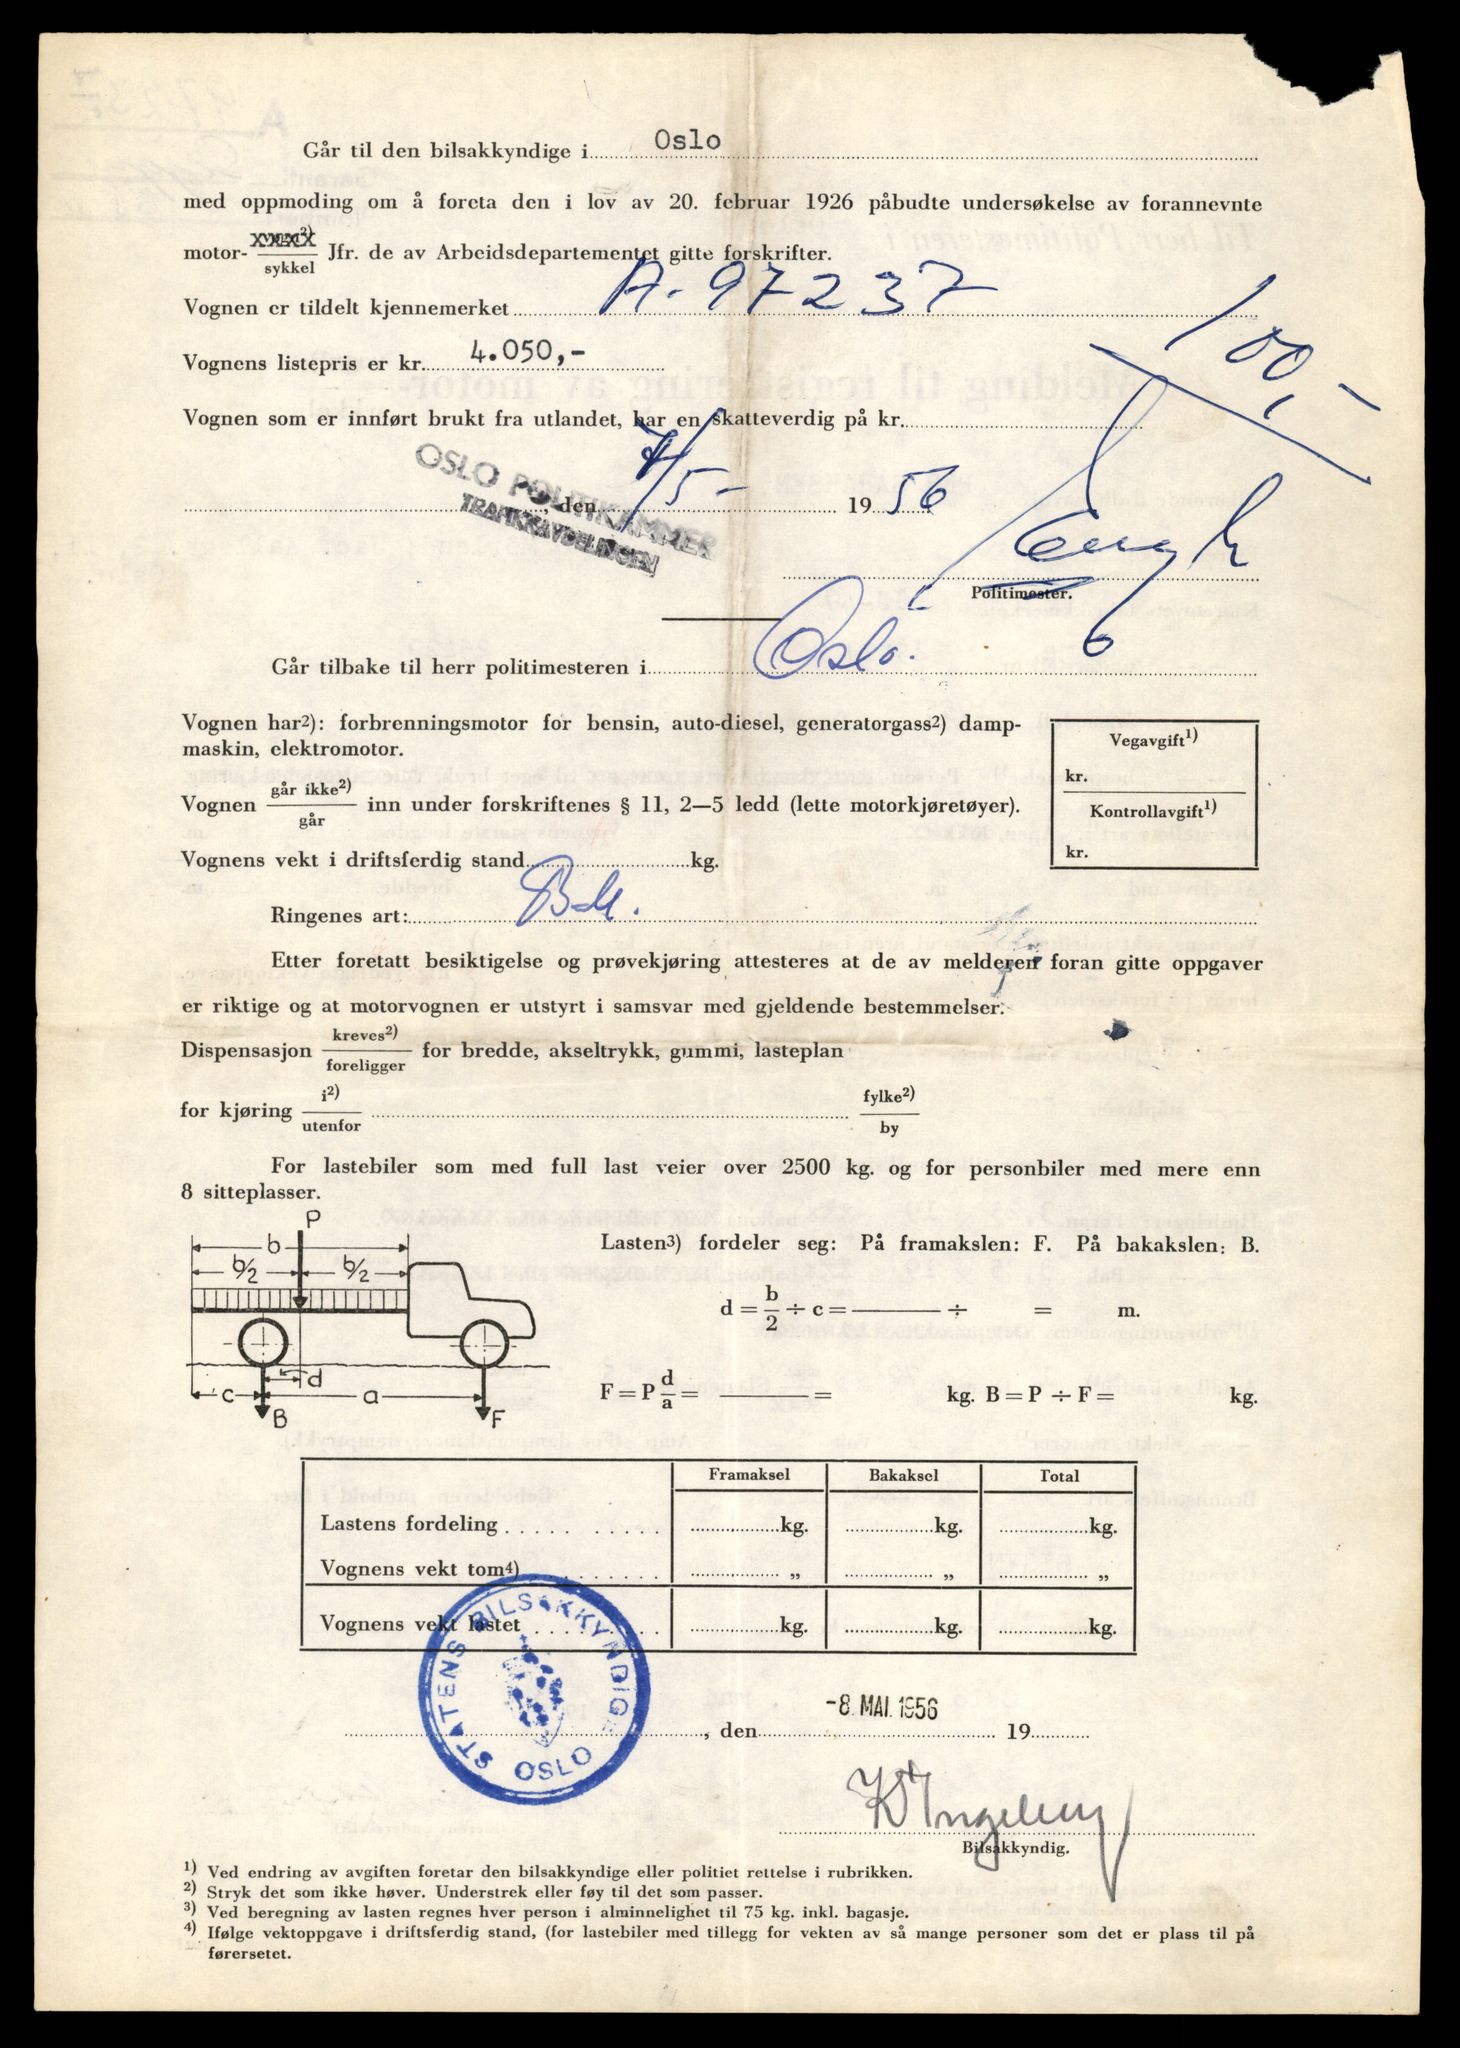 Går til den bilsakkyndige i Oslo
med oppmoding om å foreta den i lov av 20. februar 1926 påbudte undersøkelse av forannevnte
motor- XXXX2) / sykkel Jfr. de av Arbeidsdepartementet gitte forskrifter.
Vognen er tildelt kjennemerket A-97237
100,-
Vognens listepris er kr. 4.050,-
Vognen som er innført brukt fra utlandet, har en skatteverdig på kr.
OSLO POLITIKAMMER
TRAFIKKAVDELINGEN
, den 7/5- 1956
Politimester.
Går tilbake til herr politimesteren i Oslo.
Vognen har2): forbrenningsmotor for bensin, auto-diesel, generatorgass2) damp-
maskin, elektromotor.
Vognen går ikke2) / går inn under forskriftenes § 11, 2—5 ledd (lette motorkjøretøyer).
Vegavgift1)
kr.
Kontrollavgift1)
kr.
Vognens vekt i driftsferdig stand kg.
Ringenes art:
Etter foretatt besiktigelse og prøvekjøring attesteres at de av melderen foran gitte oppgaver
er riktige og at motorvognen er utstyrt i samsvar med gjeldende bestemmelser.
Dispensasjon kreves2) / foreligger for bredde, akseltrykk, gummi, lasteplan
for kjøring i2) / utenfor fylke2) / by
For lastebiler som med full last veier over 2500 kg. og for personbiler med mere enn
8 sitteplasser.
P
b
b/2 b/2
d
c a
B F
Lasten3) fordeler seg: På framakslen: F. På bakakslen: B.
d = b/2 ÷ c = ——— ÷ = m.
F = P d/a = ——— = kg. B = P ÷ F = kg.
Framaksel Bakaksel Total
Lastens fordeling kg. kg. kg.
Vognens vekt tom4) „ „ „
Vognens vekt lastet kg. kg. kg.
STATENS BILSAKKYNDIGE
OSLO
, den -8. MAI. 1956 19
Bilsakkyndig.
1) Ved endring av avgiften foretar den bilsakkyndige eller politiet rettelse i rubrikken.
2) Stryk det som ikke høver. Understrek eller føy til det som passer.
3) Ved beregning av lasten regnes hver person i alminnelighet til 75 kg. inkl. bagasje.
4) Ifølge vektoppgave i driftsferdig stand, (for lastebiler med tillegg for vekten av så mange personer som det er plass til på
førersetet.